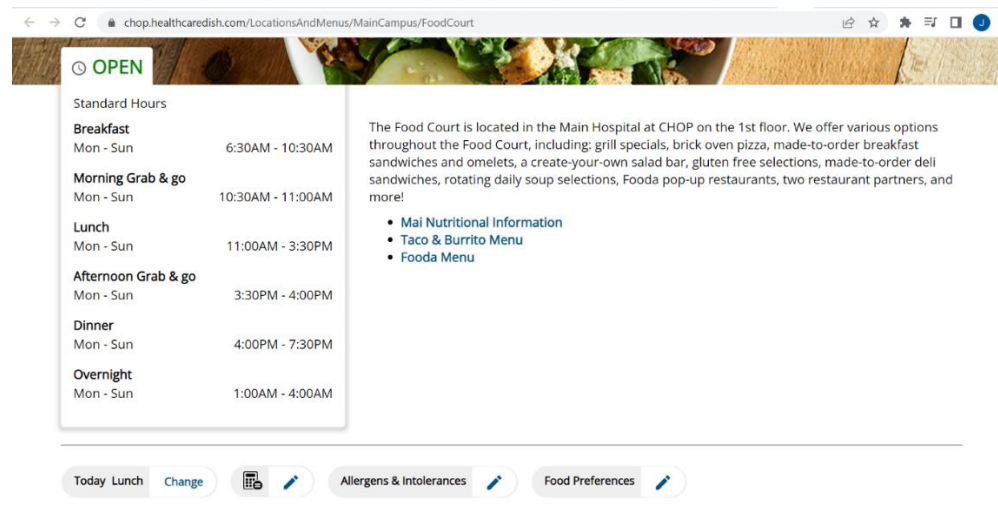 chop.healthcaredish.com/LocationsAndMenus/MainCampus/FoodCourt
J
OPEN
Standard Hours
Breakfast
Mon - Sun 6:30AM - 10:30AM
Morning Grab & go
Mon - Sun 10:30AM - 11:00AM
Lunch
Mon - Sun 11:00AM - 3:30PM
Afternoon Grab & go
Mon - Sun 3:30PM - 4:00PM
Dinner
Mon - Sun 4:00PM - 7:30PM
Overnight
Mon - Sun 1:00AM - 4:00AM
The Food Court is located in the Main Hospital at CHOP on the 1st floor. We offer various options
throughout the Food Court, including: grill specials, brick oven pizza, made-to-order breakfast
sandwiches and omelets, a create-your-own salad bar, gluten free selections, made-to-order deli
sandwiches, rotating daily soup selections, Fooda pop-up restaurants, two restaurant partners, and
more!
• Mai Nutritional Information
• Taco & Burrito Menu
• Fooda Menu
Today Lunch Change Allergens & Intolerances Food Preferences